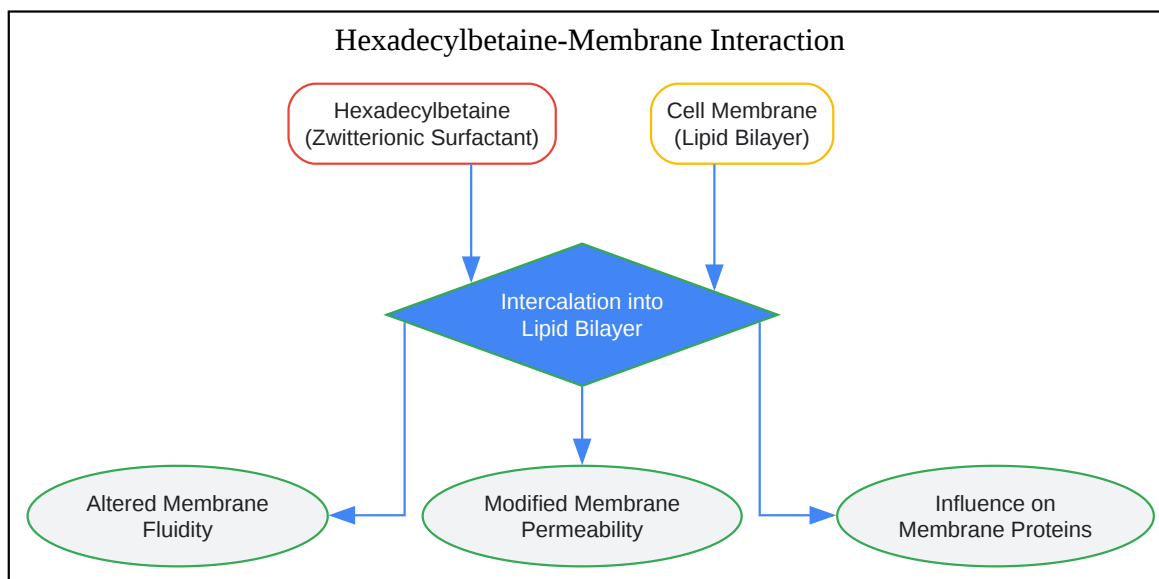 Hexadecylbetaine-Membrane Interaction
Hexadecylbetaine
(Zwitterionic Surfactant)
Cell Membrane
(Lipid Bilayer)
Intercalation into
Lipid Bilayer
Altered Membrane
Fluidity
Modified Membrane
Permeability
Influence on
Membrane Proteins